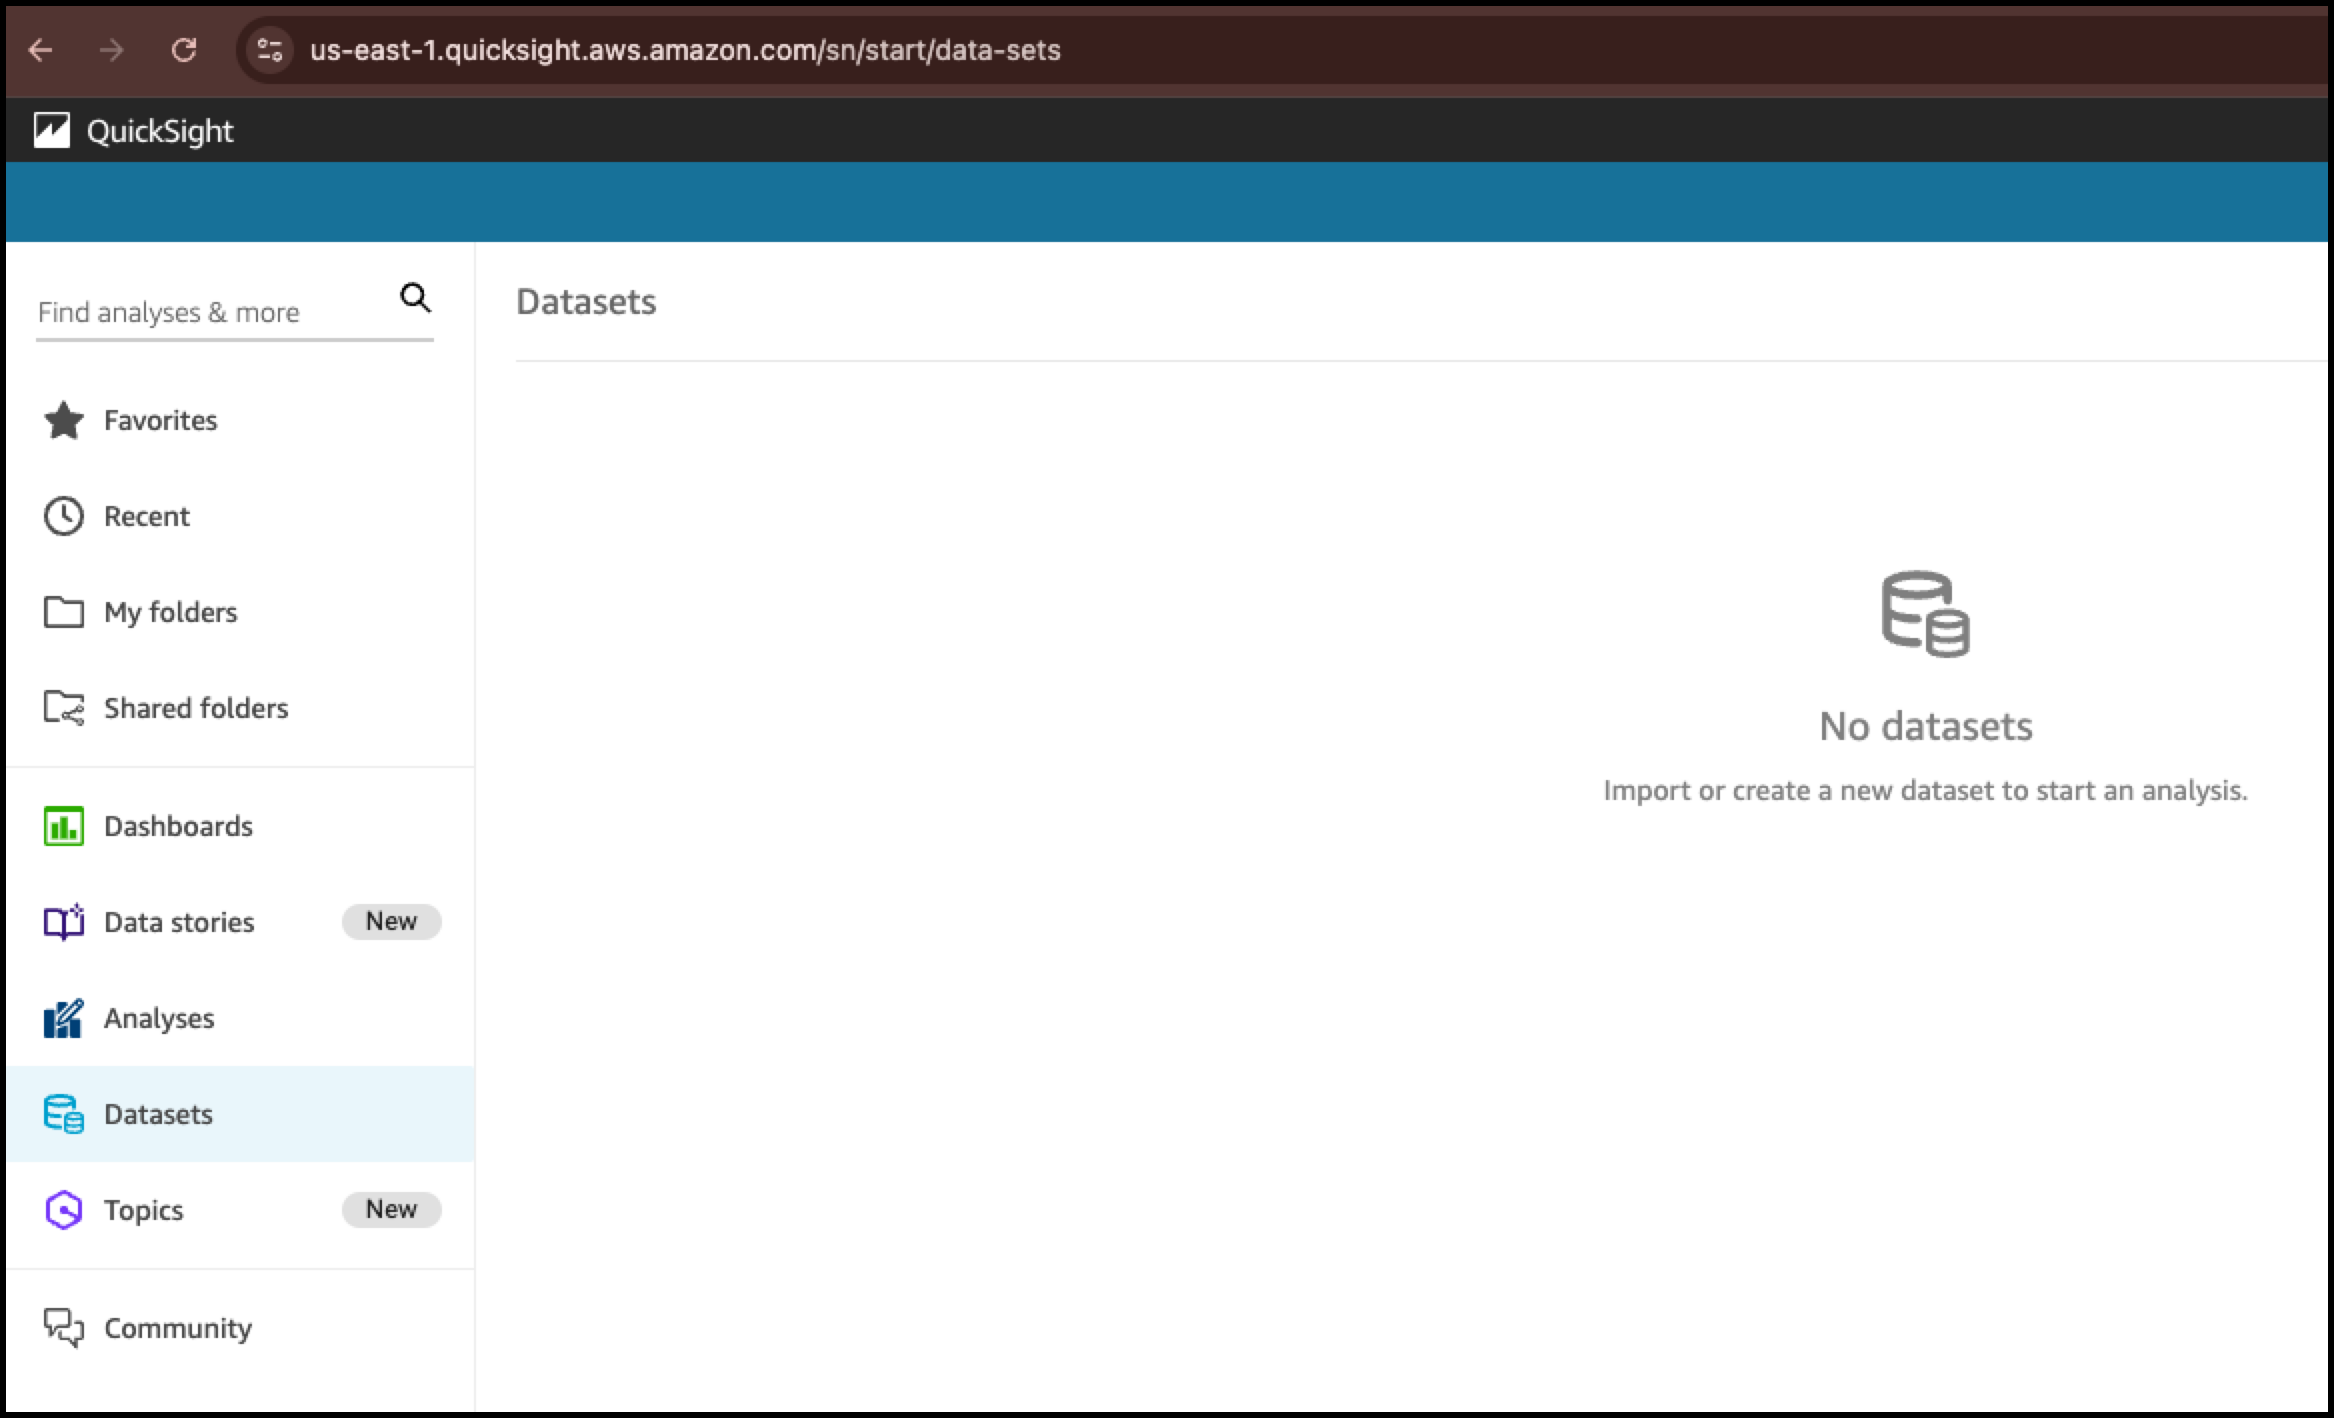 us-east-1.quicksight.aws.amazon.com/sn/start/data-sets
QuickSight
Find analyses & more
Favorites
Recent
My folders
Shared folders
Dashboards
Data stories New
Analyses
Datasets
Topics New
Community
Datasets
No datasets
Import or create a new dataset to start an analysis.